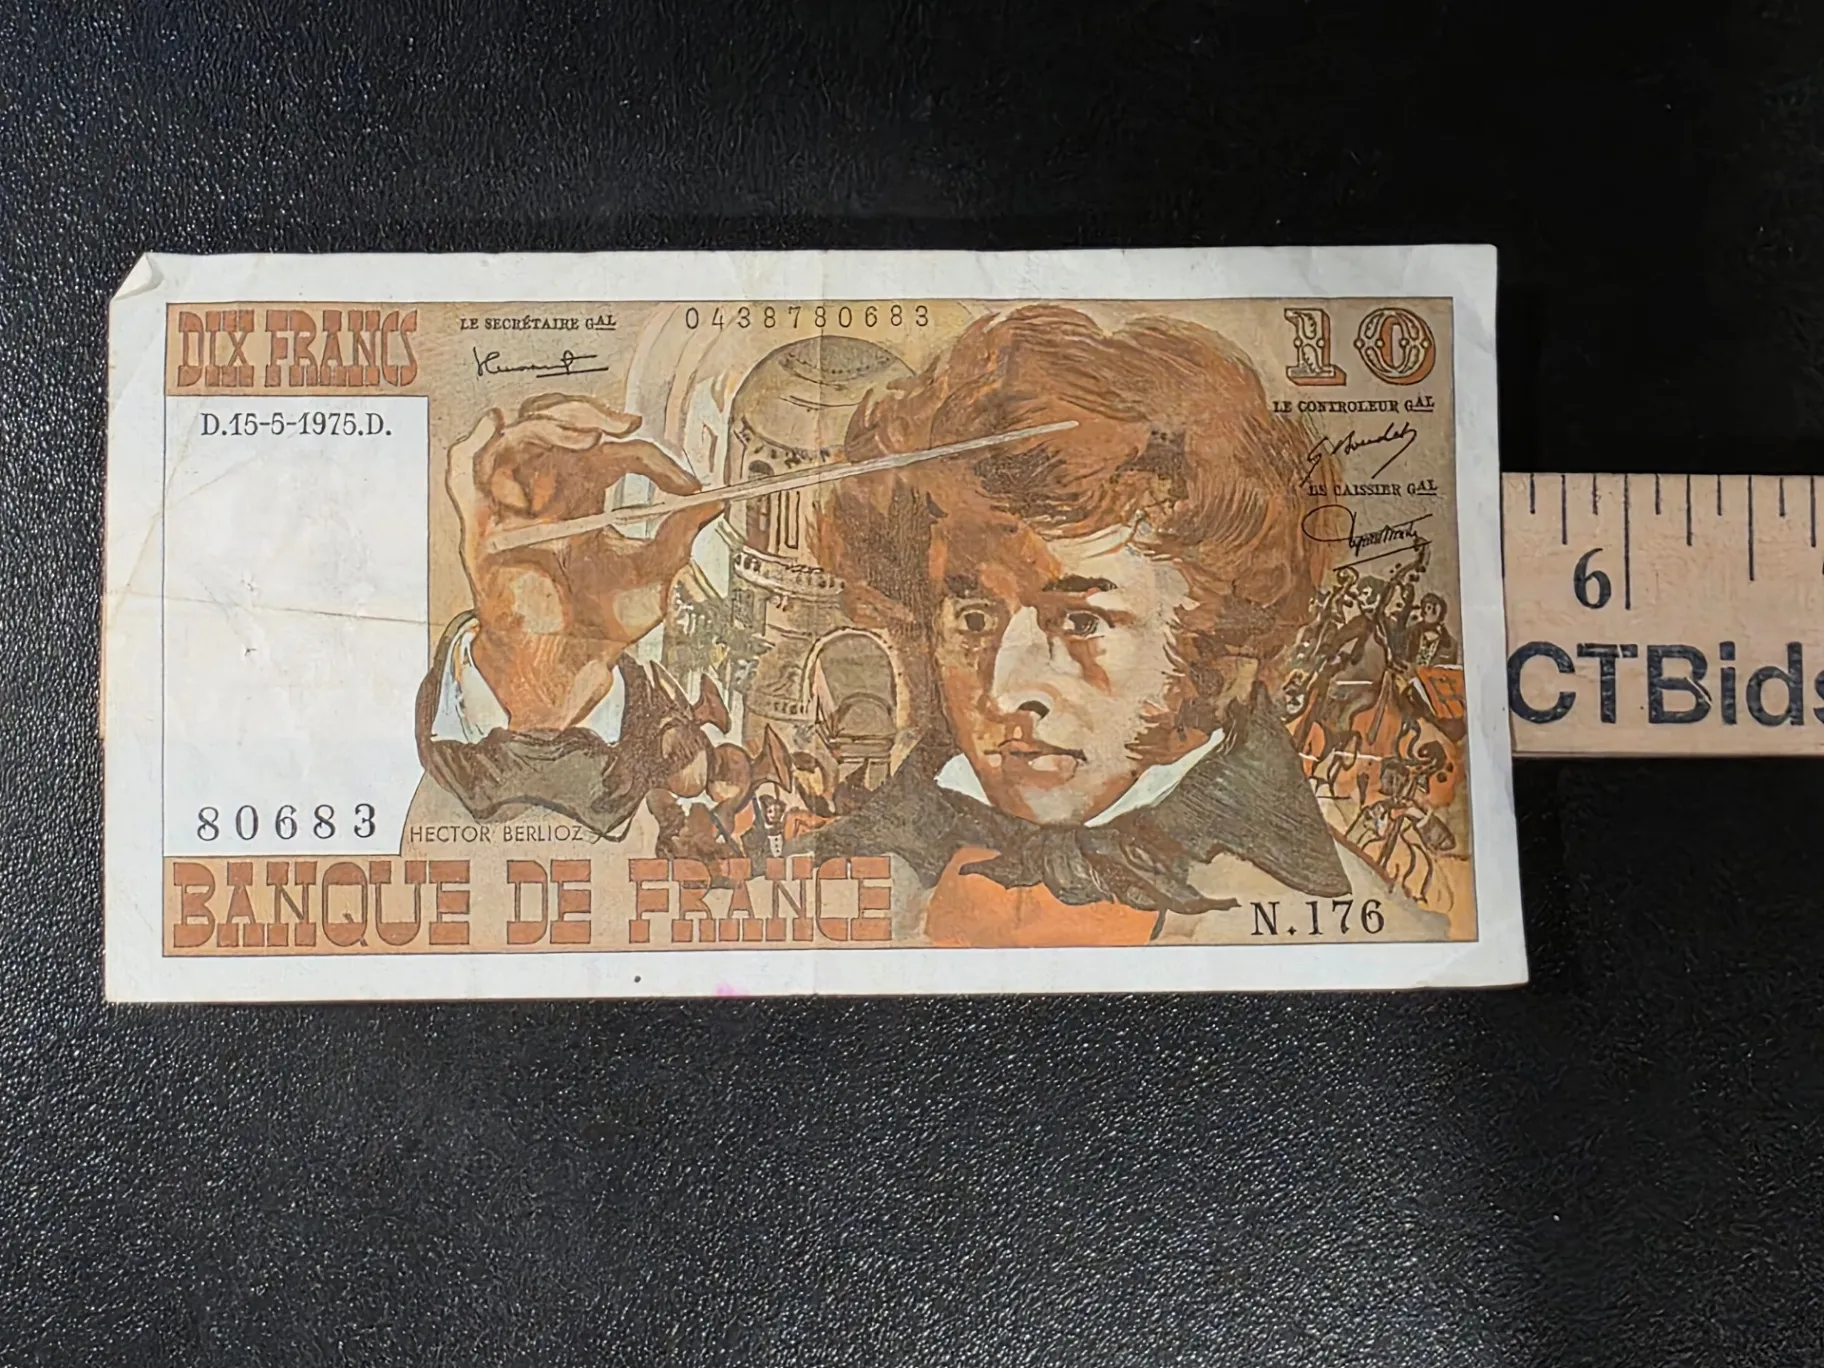 DIX FRANCS
LE SECRÉTAIRE GAL
0438780683
10
D.15-5-1975.D.
LE CONTROLEUR GAL
LE CAISSIER GAL
6
CTBids
80683
HECTOR BERLIOZ
BANQUE DE FRANCE
N.176